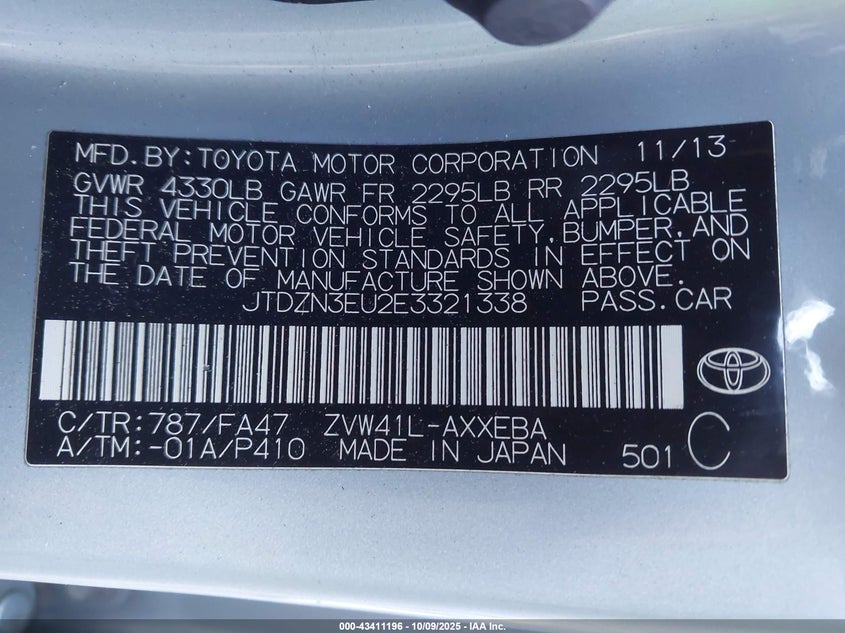 MFD.BY:TOYOTA MOTOR CORPORATION 11/13
GVWR 4330LB GAWR FR 2295LB RR 2295LB
THIS VEHICLE CONFORMS TO ALL APPLICABLE
FEDERAL MOTOR VEHICLE SAFETY,BUMPER,AND
THEFT PREVENTION STANDARDS IN EFFECT ON
THE DATE OF MANUFACTURE SHOWN ABOVE.
JTDZN3EU2E3321338 PASS.CAR
C/TR:787/FA47 ZVW41L-AXXEBA
A/TM:-01A/P410 MADE IN JAPAN 501 C
000-43411196 - 10/09/2025 - IAA Inc.